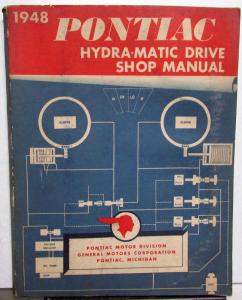 1948
PONTIAC
HYDRA-MATIC DRIVE
SHOP MANUAL
PONTIAC MOTOR DIVISION
GENERAL MOTORS CORPORATION
PONTIAC, MICHIGAN